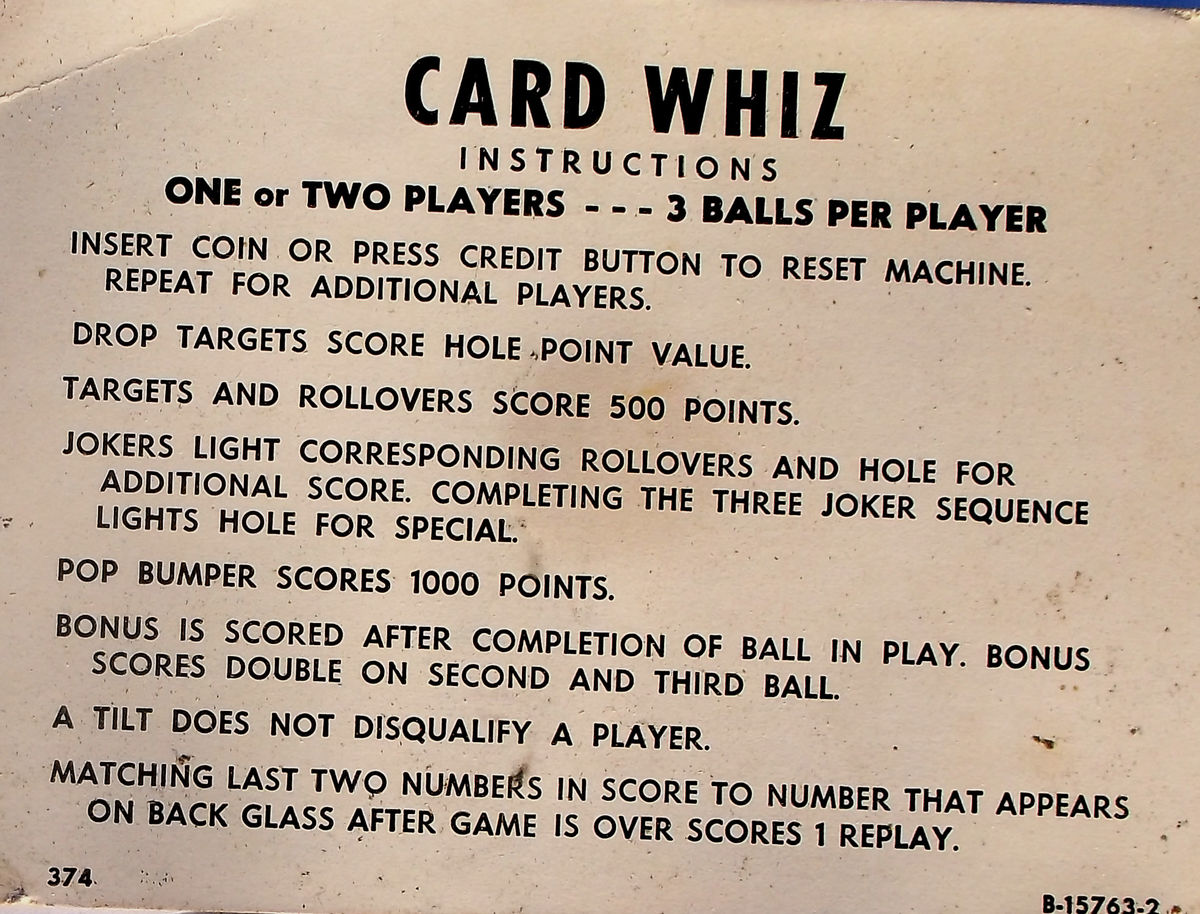 CARD WHIZ
INSTRUCTIONS
ONE or TWO PLAYERS --- 3 BALLS PER PLAYER
INSERT COIN OR PRESS CREDIT BUTTON TO RESET MACHINE.
REPEAT FOR ADDITIONAL PLAYERS.
DROP TARGETS SCORE HOLE POINT VALUE.
TARGETS AND ROLLOVERS SCORE 500 POINTS.
JOKERS LIGHT CORRESPONDING ROLLOVERS AND HOLE FOR
ADDITIONAL SCORE. COMPLETING THE THREE JOKER SEQUENCE
LIGHTS HOLE FOR SPECIAL.
POP BUMPER SCORES 1000 POINTS.
BONUS IS SCORED AFTER COMPLETION OF BALL IN PLAY. BONUS
SCORES DOUBLE ON SECOND AND THIRD BALL.
A TILT DOES NOT DISQUALIFY A PLAYER.
MATCHING LAST TWO NUMBERS IN SCORE TO NUMBER THAT APPEARS
ON BACK GLASS AFTER GAME IS OVER SCORES 1 REPLAY.
374
B-15763-2